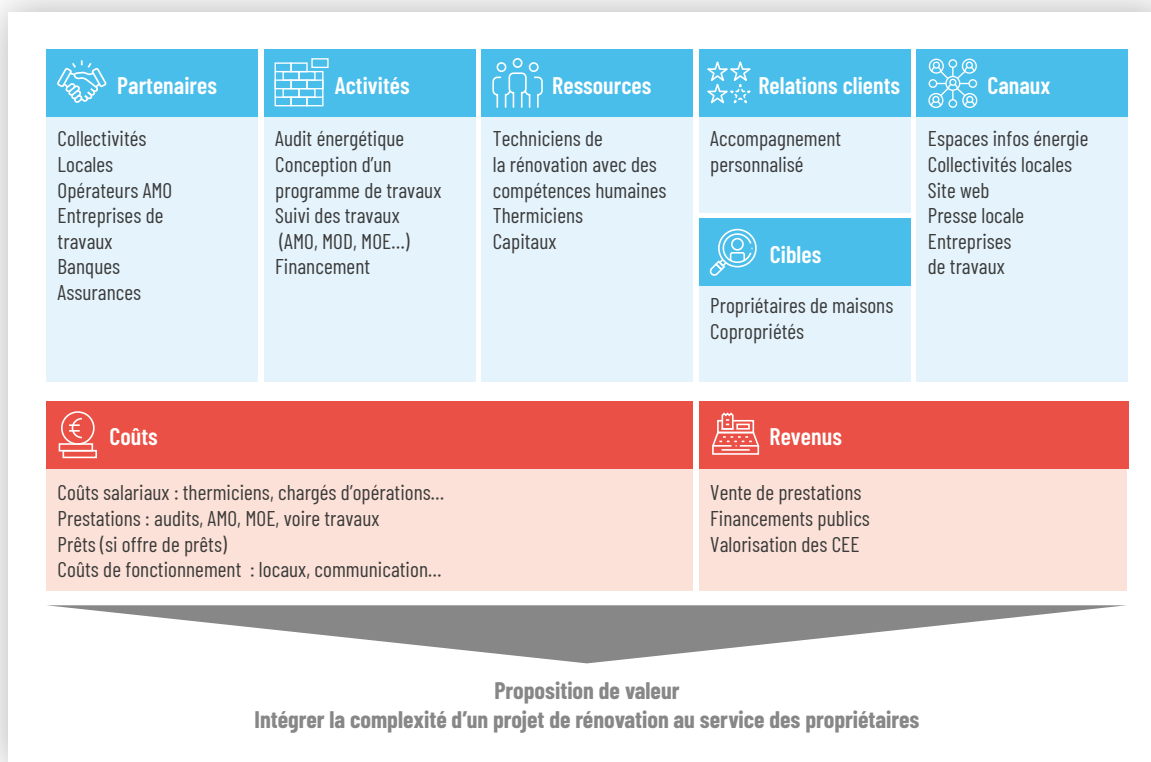 Partenaires
Collectivités
Locales
Opérateurs AMO
Entreprises de
travaux
Banques
Assurances
Activités
Audit énergétique
Conception d'un
programme de travaux
Suivi des travaux
(AMO, MOD, MOE...)
Financement
Ressources
Techniciens de
la rénovation avec des
compétences humaines
Thermiciens
Capitaux
Relations clients
Accompagnement
personnalisé
Cibles
Propriétaires de maisons
Copropriétés
Canaux
Espaces infos énergie
Collectivités locales
Site web
Presse locale
Entreprises
de travaux
Coûts
Coûts salariaux : thermiciens, chargés d'opérations...
Prestations : audits, AMO, MOE, voire travaux
Prêts (si offre de prêts)
Coûts de fonctionnement : locaux, communication...
Revenus
Vente de prestations
Financements publics
Valorisation des CEE
Proposition de valeur
Intégrer la complexité d'un projet de rénovation au service des propriétaires